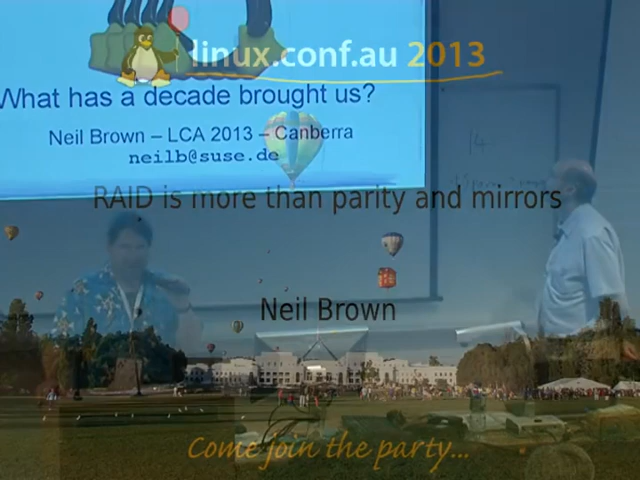 linux.conf.au 2013
What has a decade brought us?
Neil Brown – LCA 2013 – Canberra
neilb@suse.de
14
RAID is more than parity and mirrors
Neil Brown
Come join the party...